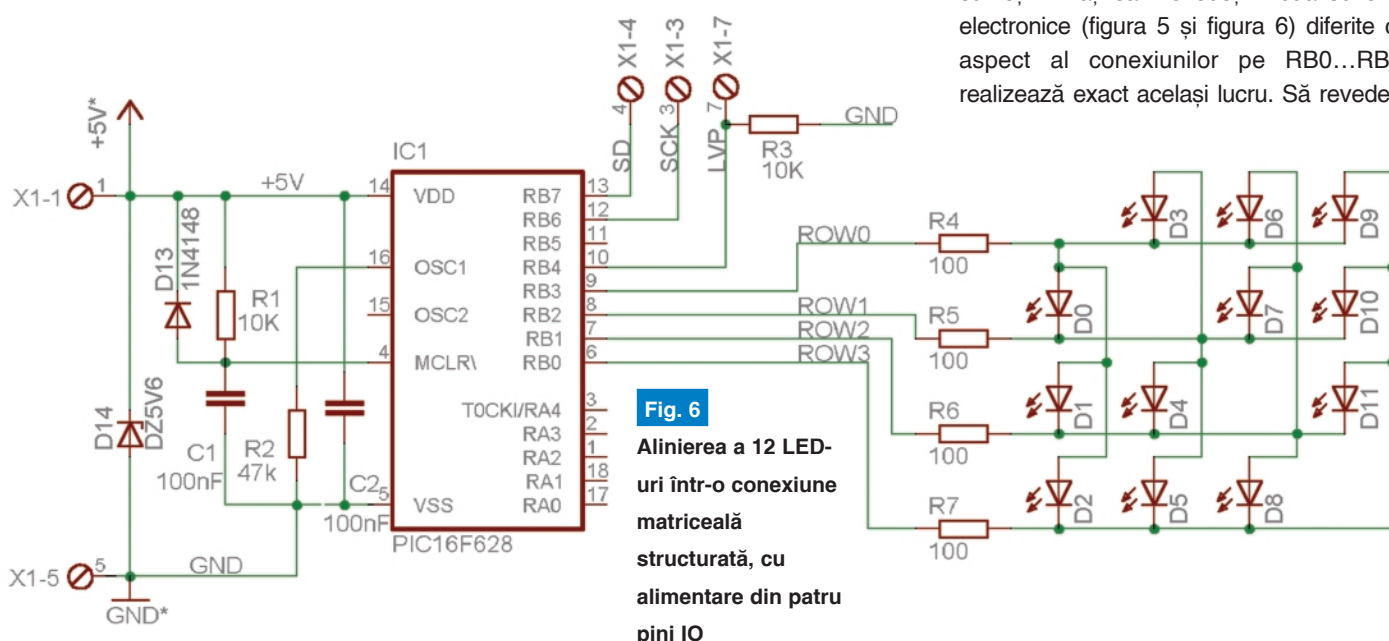 electronice (figura 5 și figura 6) diferite
aspect al conexiunilor pe RB0...RB
realizează exact același lucru. Să revede
X1-4
X1-3
X1-7
4
3
7
SD
SCK
LVP
GND
R3
10K
+5V*
X1-1
1
+5V
D13
1N4148
R1
10K
D14
DZ5V6
C1
100nF
R2
47k
C2
100nF
X1-5
5
GND
GND*
IC1
14 VDD
16 OSC1
15 OSC2
4 MCLR\
5 VSS
RB7 13
RB6 12
RB5 11
RB4 10
RB3 9
RB2 8
RB1 7
RB0 6
T0CKI/RA4 3
RA3 2
RA2 1
RA1 18
RA0 17
PIC16F628
ROW0
ROW1
ROW2
ROW3
R4
100
R5
100
R6
100
R7
100
D3
D6
D9
D0
D7
D10
D1
D4
D11
D2
D5
D8
Fig. 6
Alinierea a 12 LED-
uri într-o conexiune
matriceală
structurată, cu
alimentare din patru
pini IO